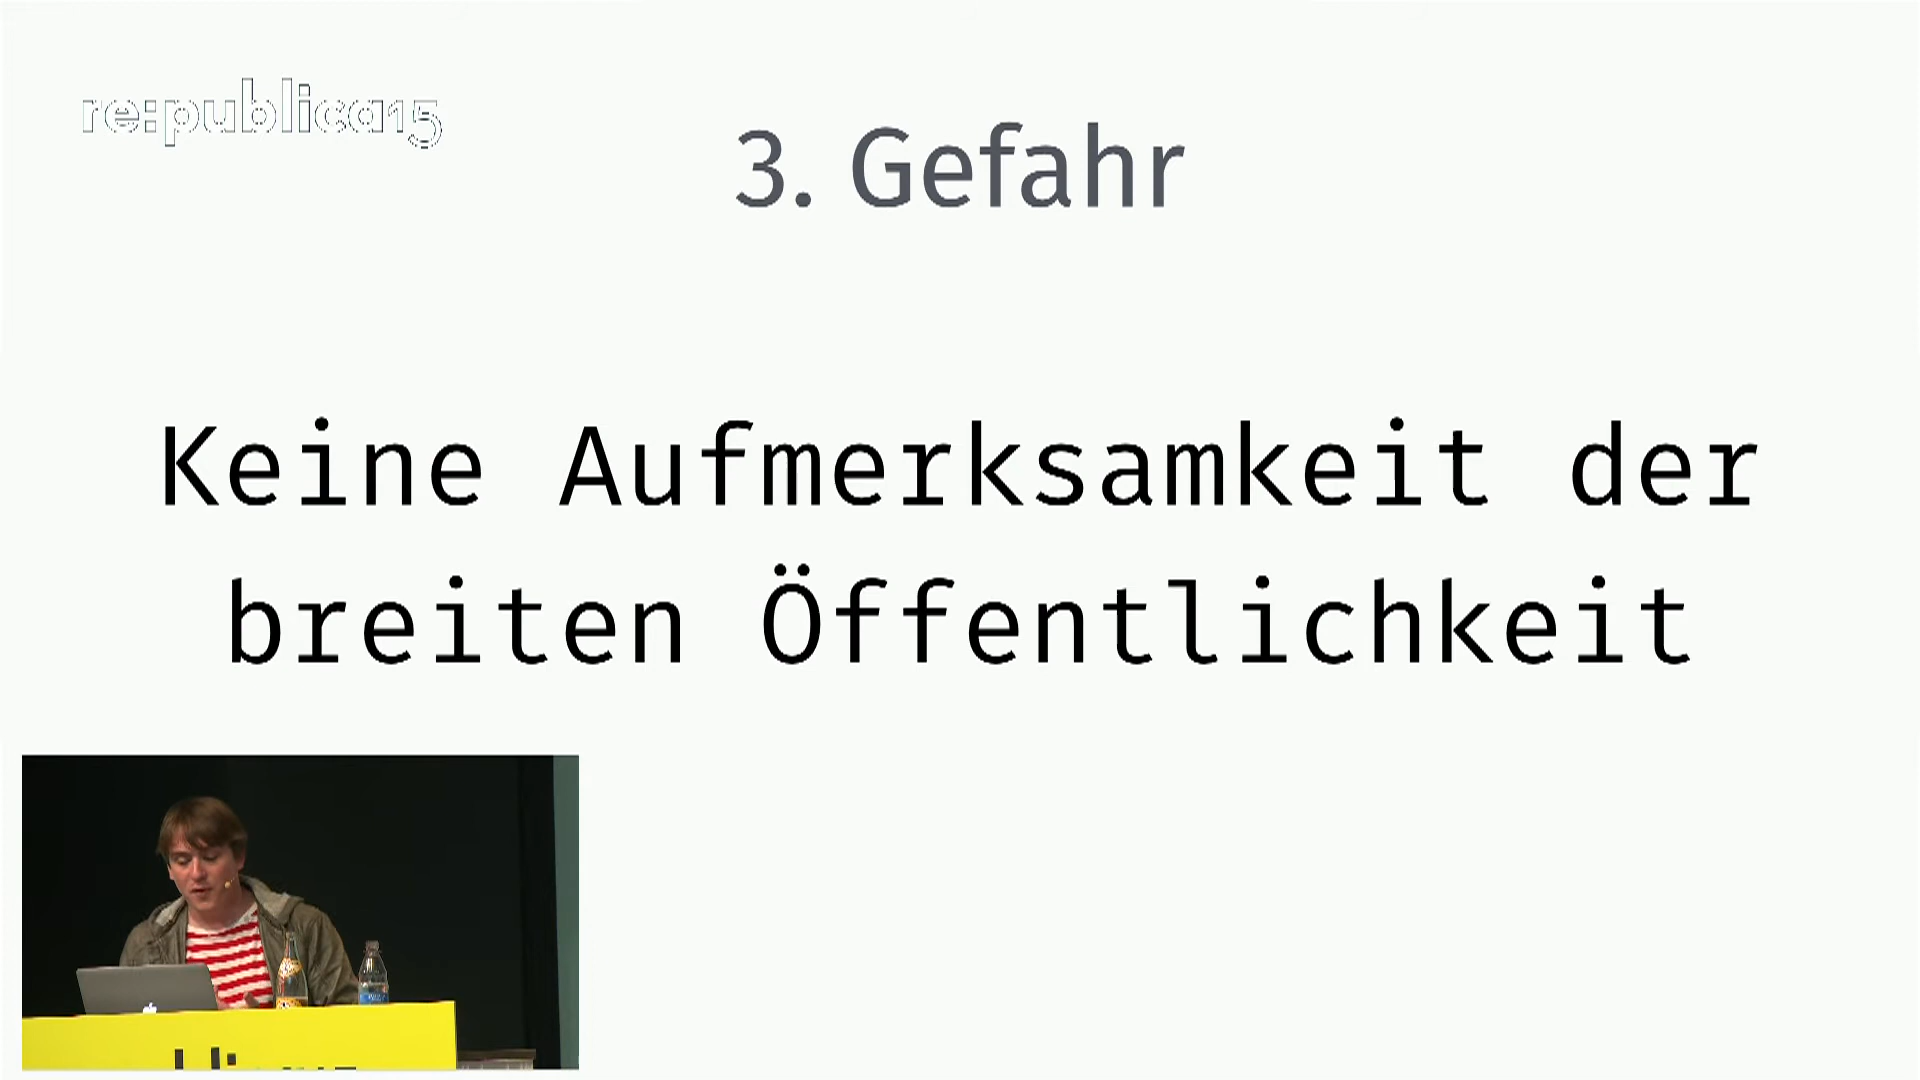 re:publica15
3. Gefahr
Keine Aufmerksamkeit der
breiten Öffentlichkeit